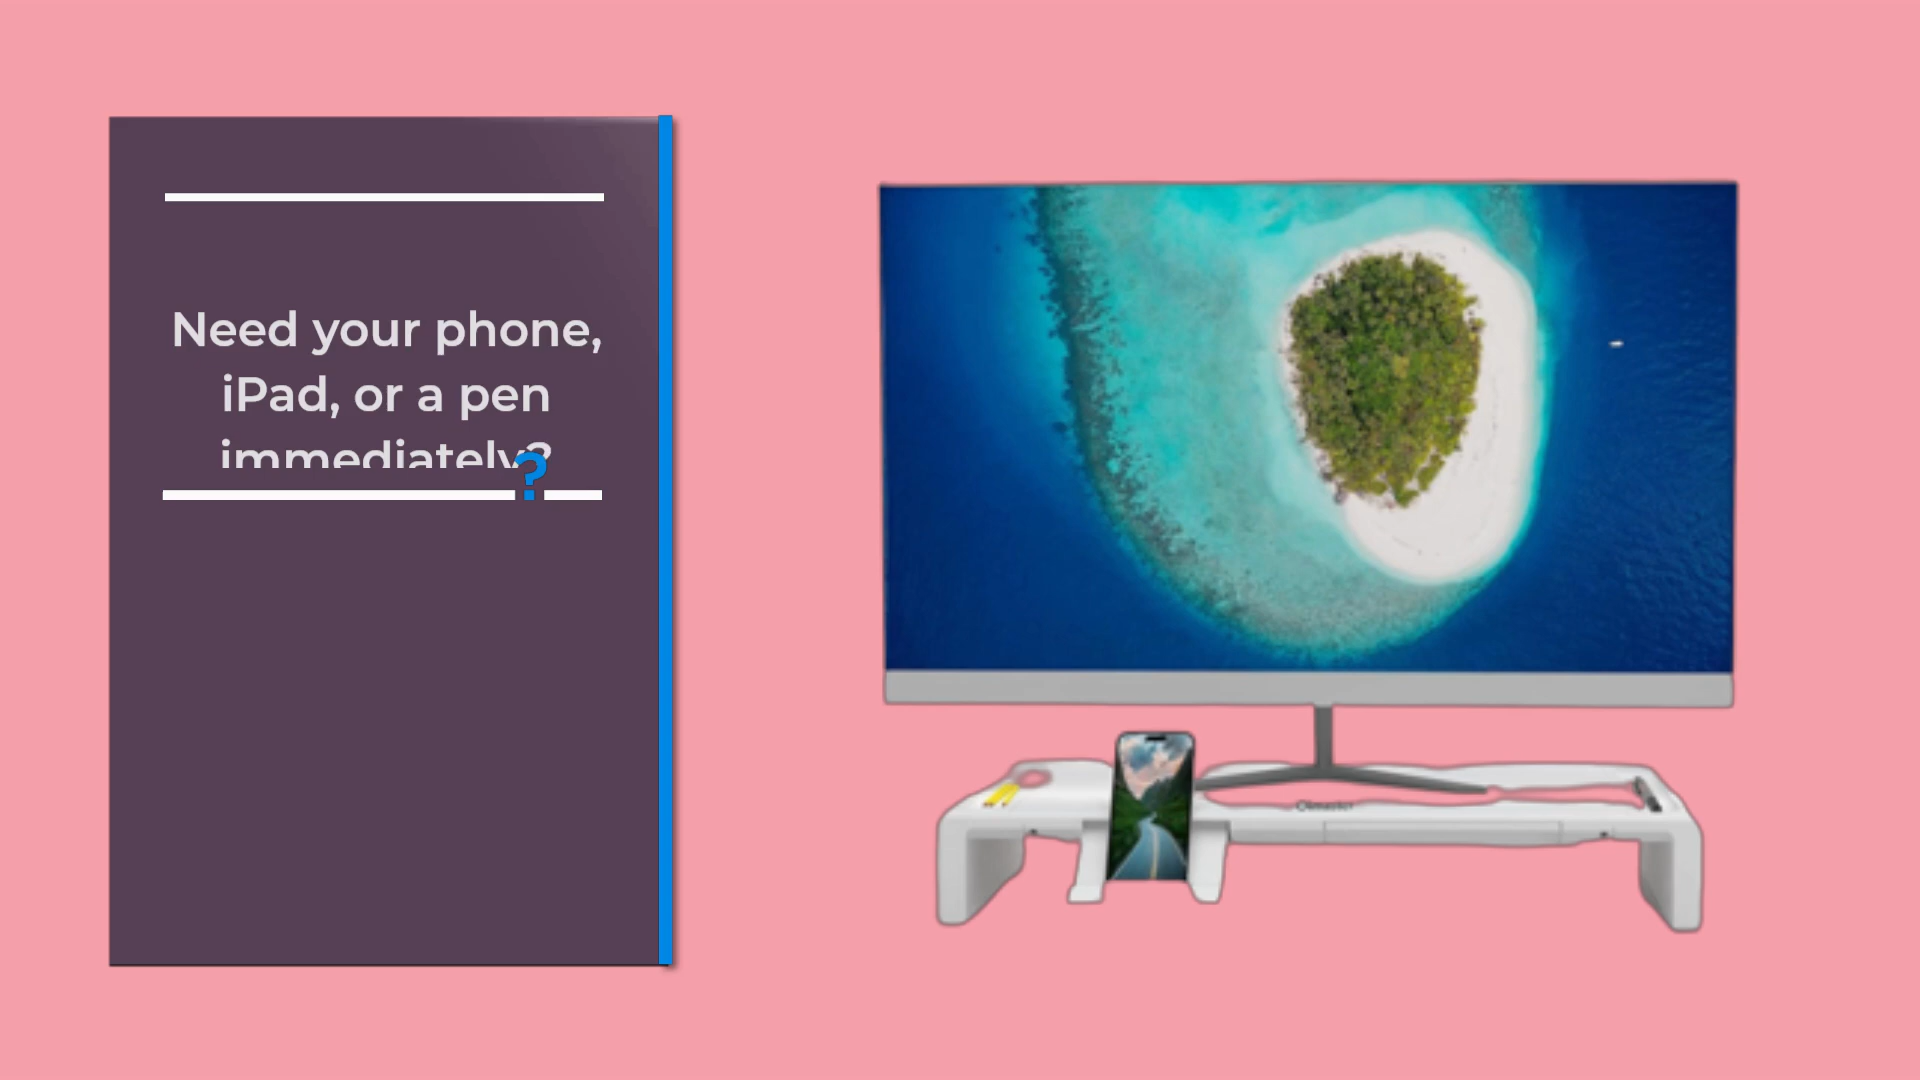 Need your phone,
iPad, or a pen
immediately?
?